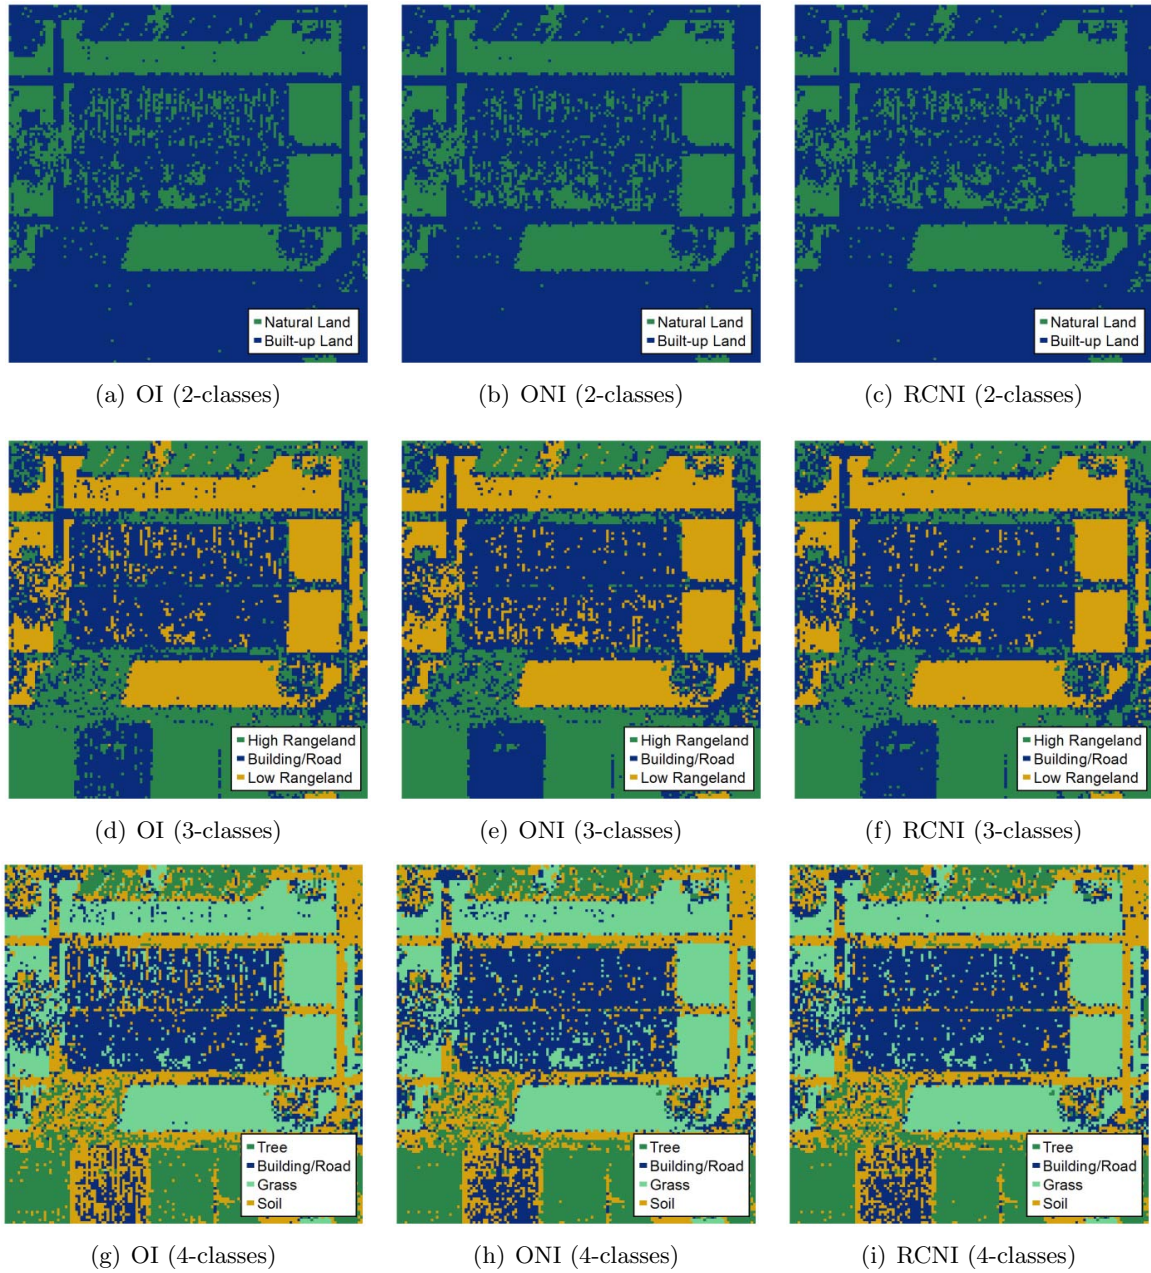 Natural Land
Built-up Land
Natural Land
Built-up Land
Natural Land
Built-up Land
(a) OI (2-classes)
(b) ONI (2-classes)
(c) RCNI (2-classes)
High Rangeland
Building/Road
Low Rangeland
High Rangeland
Building/Road
Low Rangeland
High Rangeland
Building/Road
Low Rangeland
(d) OI (3-classes)
(e) ONI (3-classes)
(f) RCNI (3-classes)
Tree
Building/Road
Grass
Soil
Tree
Building/Road
Grass
Soil
Tree
Building/Road
Grass
Soil
(g) OI (4-classes)
(h) ONI (4-classes)
(i) RCNI (4-classes)